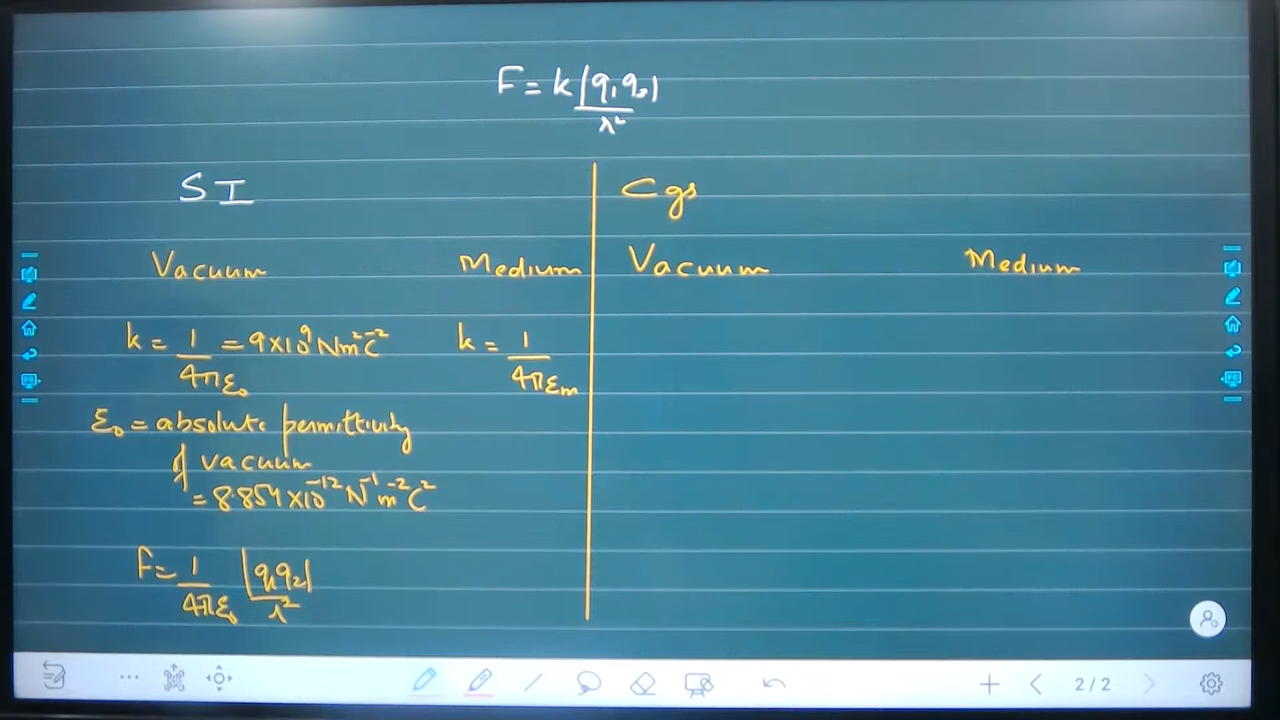 F = k |q₁q₂|
r²
SI
Cgs
Vacuum
Medium
Vacuum
Medium
k = 1/4πε₀ = 9×10⁹ Nm²C⁻²
k = 1/4πεm
ε₀ = absolute permittivity
of vacuum
= 8.854×10⁻¹² N⁻¹m⁻²C²
F = 1/4πε₀ |q₁q₂|/r²
2/2